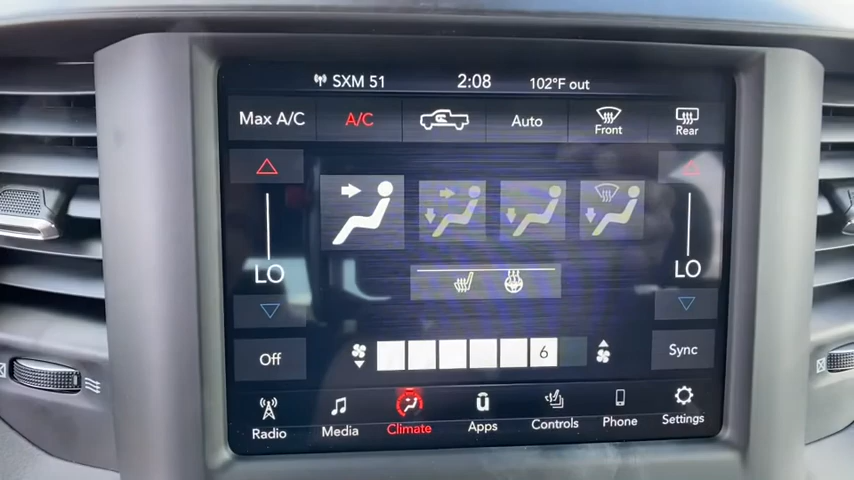 SXM 51 2:08 102°F out
Max A/C A/C Auto Front Rear
LO LO
Off 6 Sync
Radio Media Climate Apps Controls Phone Settings